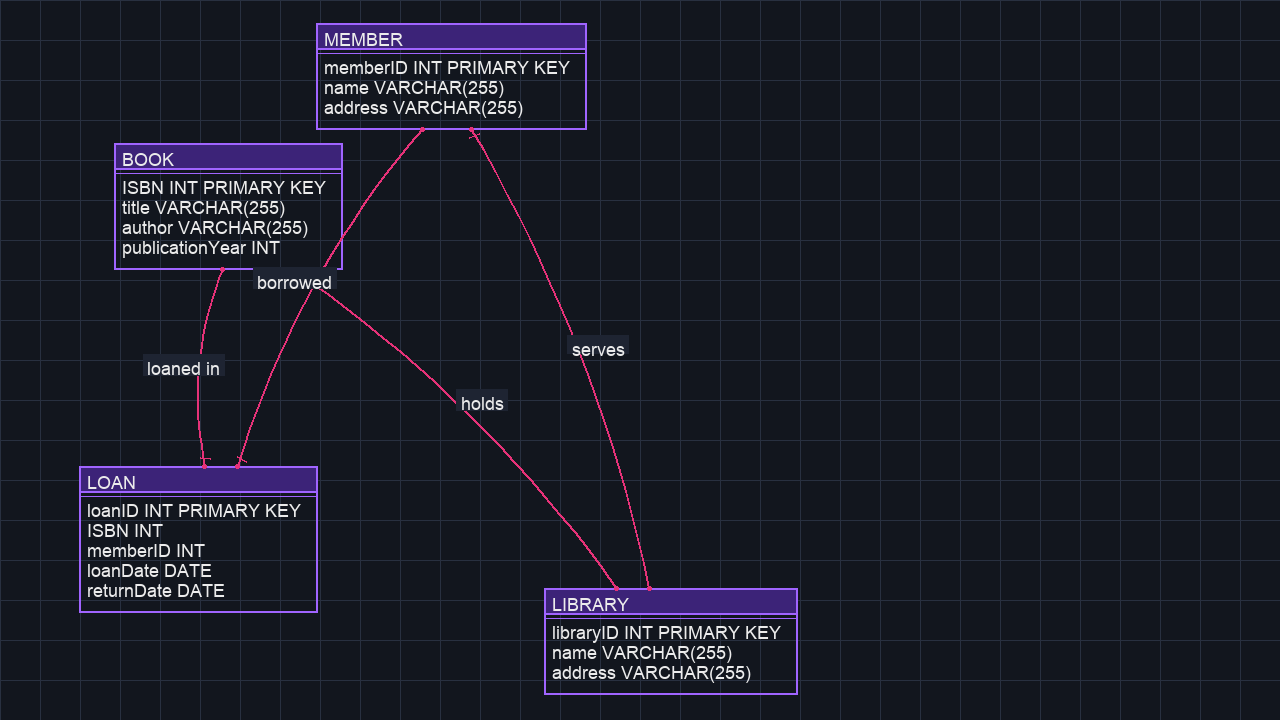 MEMBER
memberID INT PRIMARY KEY
name VARCHAR(255)
address VARCHAR(255)
BOOK
ISBN INT PRIMARY KEY
title VARCHAR(255)
author VARCHAR(255)
publicationYear INT
borrowed
serves
loaned in
holds
LOAN
loanID INT PRIMARY KEY
ISBN INT
memberID INT
loanDate DATE
returnDate DATE
LIBRARY
libraryID INT PRIMARY KEY
name VARCHAR(255)
address VARCHAR(255)